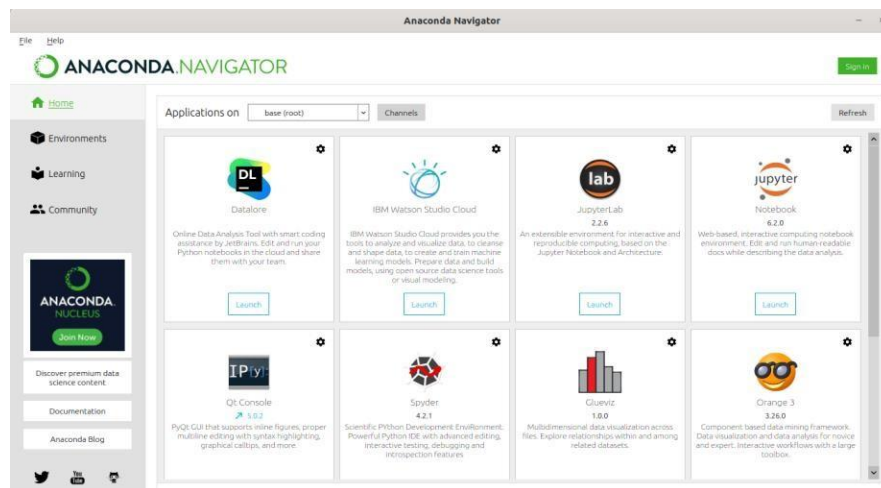 Anaconda Navigator
File Help
ANACONDA.NAVIGATOR
Sign in
Home
Environments
Learning
Community
ANACONDA.
NUCLEUS
Join Now
Discover premium data
science content
Documentation
Anaconda Blog
You
Tube
Applications on base (root) Channels Refresh
DL
Datalore
Online Data Analysis Tool with smart coding
assistance by JetBrains. Edit and run your
Python notebooks in the cloud and share
them with your team.
Launch
IBM Watson Studio Cloud
IBM Watson Studio Cloud provides you the
tools to analyze and visualize data, to cleanse
and shape data, to create and train machine
learning models. Prepare data and build
models, using open source data science tools
or visual modeling.
Launch
lab
JupyterLab
2.2.6
An extensible environment for interactive and
reproducible computing, based on the
Jupyter Notebook and Architecture.
Launch
jupyter
Notebook
6.2.0
Web-based, interactive computing notebook
environment. Edit and run human-readable
docs while describing the data analysis.
Launch
IP[y]:
Qt Console
5.0.2
PyQt GUI that supports inline figures, proper
multiline editing with syntax highlighting,
graphical calltips, and more.
Spyder
4.2.1
Scientific PYthon Development EnviRonment.
Powerful Python IDE with advanced editing,
interactive testing, debugging and
introspection features
Glueviz
1.0.0
Multidimensional data visualization across
files. Explore relationships within and among
related datasets.
Orange 3
3.26.0
Component based data mining framework.
Data visualization and data analysis for novice
and expert. Interactive workflows with a large
toolbox.